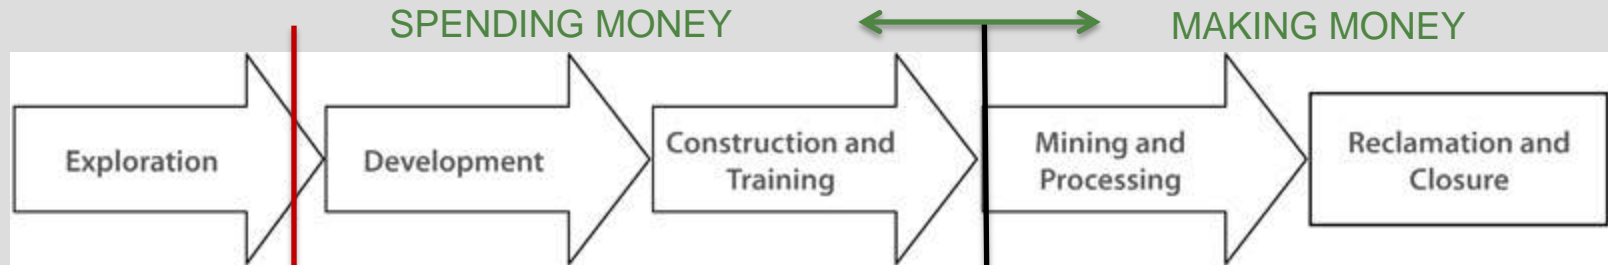 SPENDING MONEY
MAKING MONEY
Exploration
Development
Construction and
Training
Mining and
Processing
Reclamation and
Closure